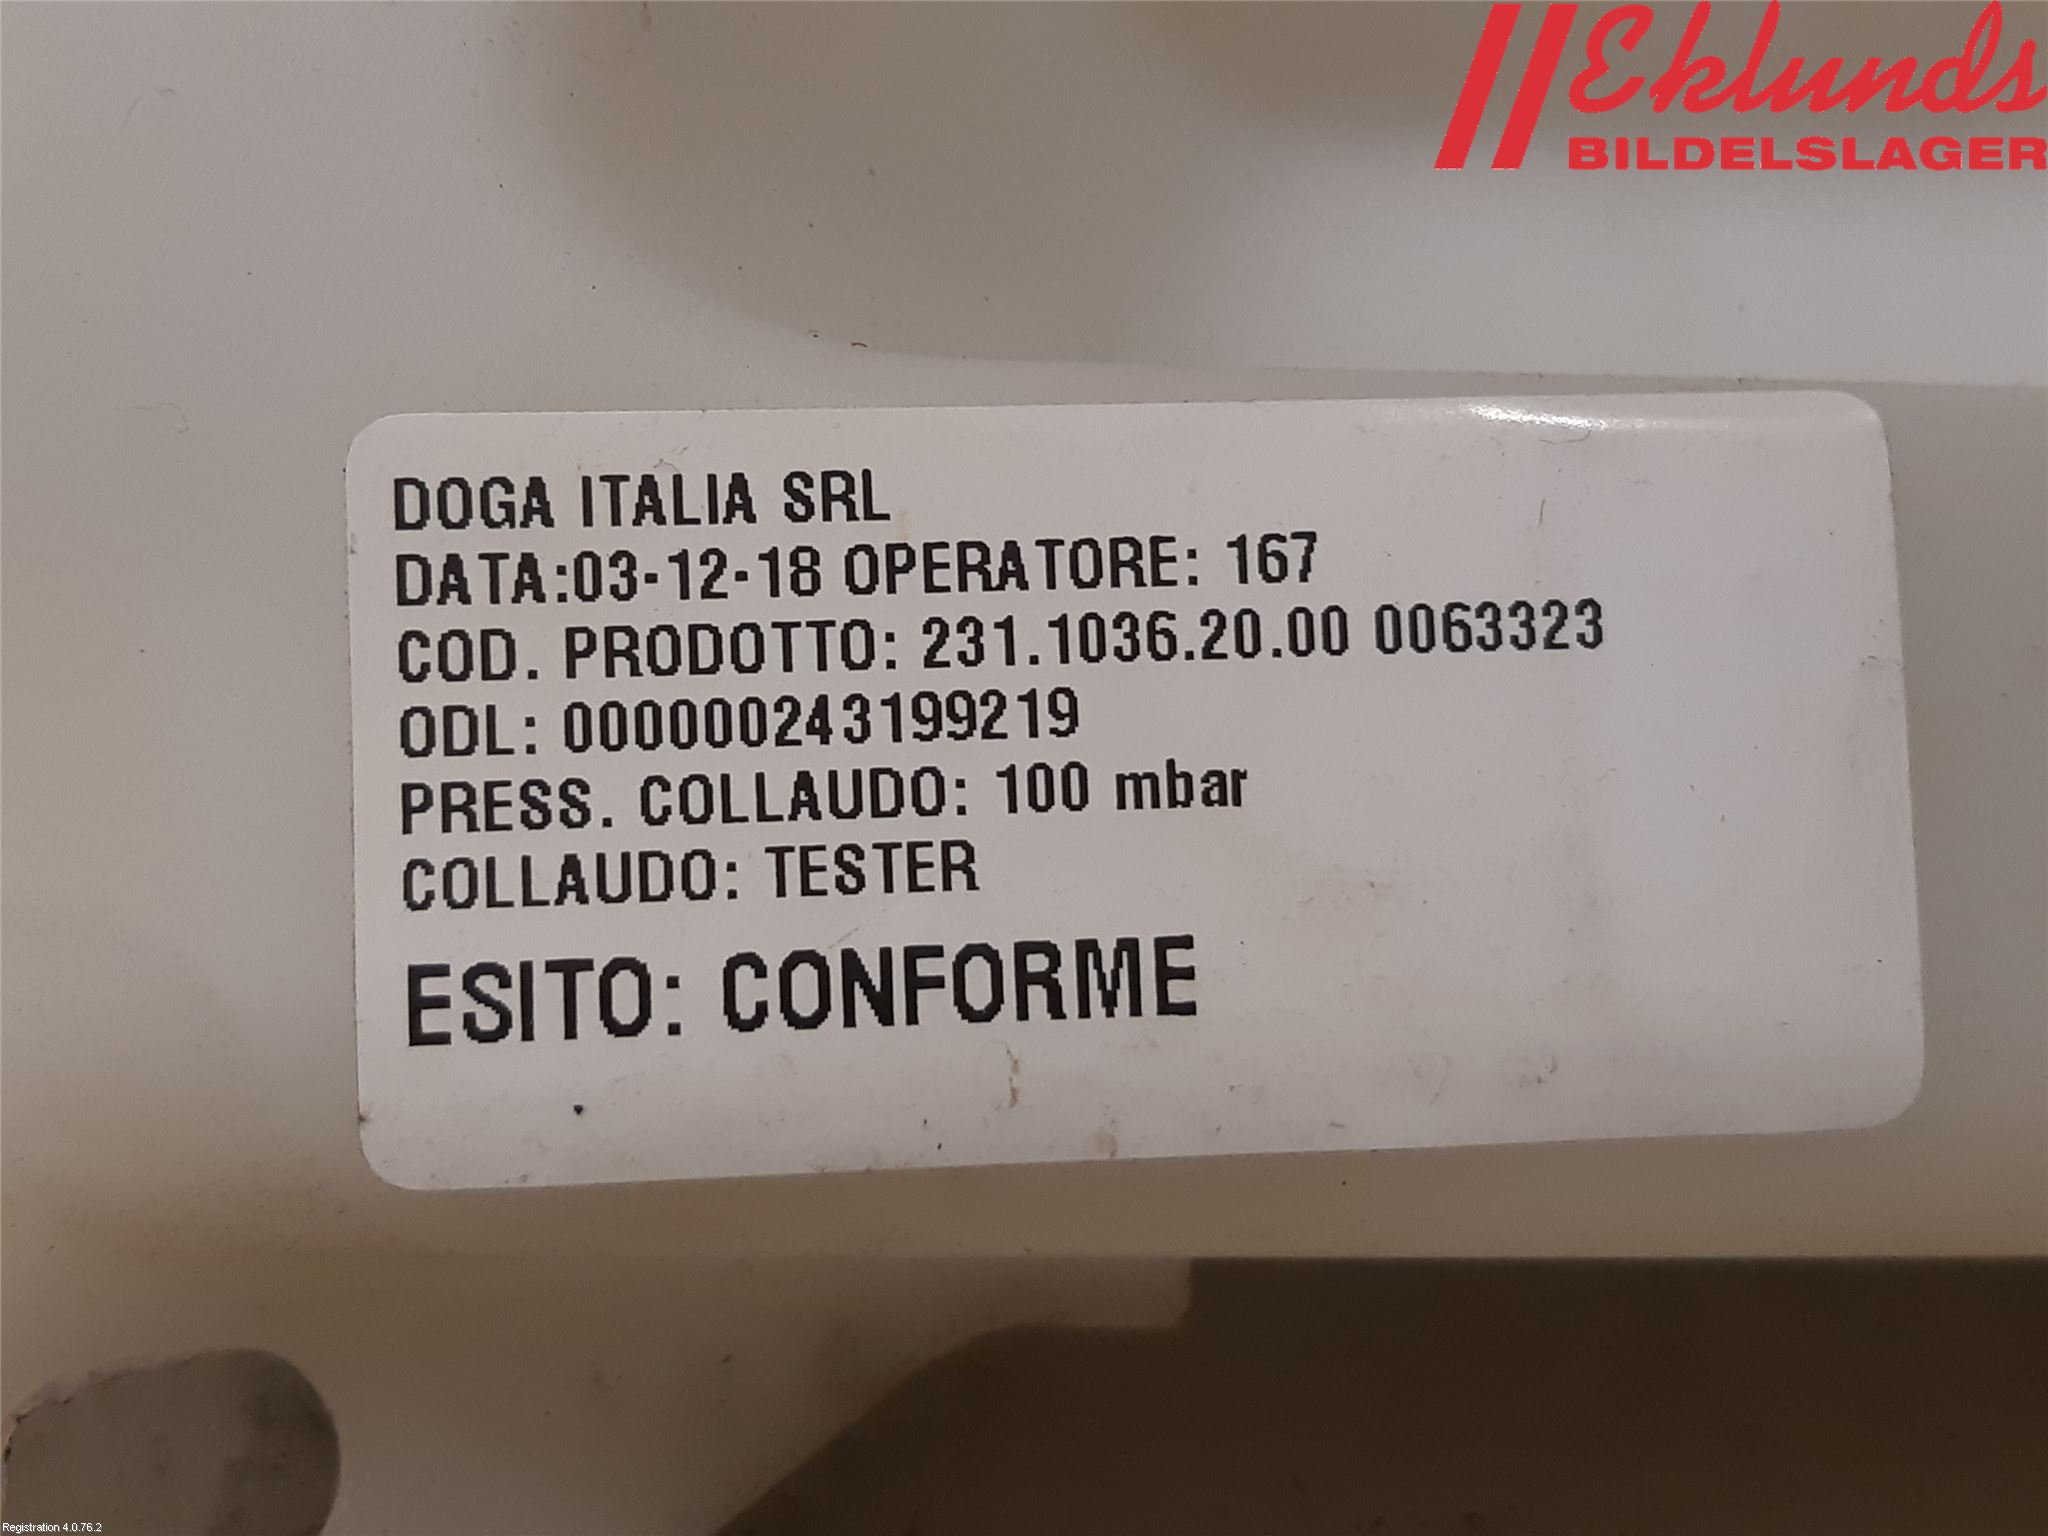 Eklunds
BILDELSLAGER
DOGA ITALIA SRL
DATA:03-12-18 OPERATORE: 167
COD. PRODOTTO: 231.1036.20.00 0063323
ODL: 000000243199219
PRESS. COLLAUDO: 100 mbar
COLLAUDO: TESTER
ESITO: CONFORME
Registration 4.0.76.2